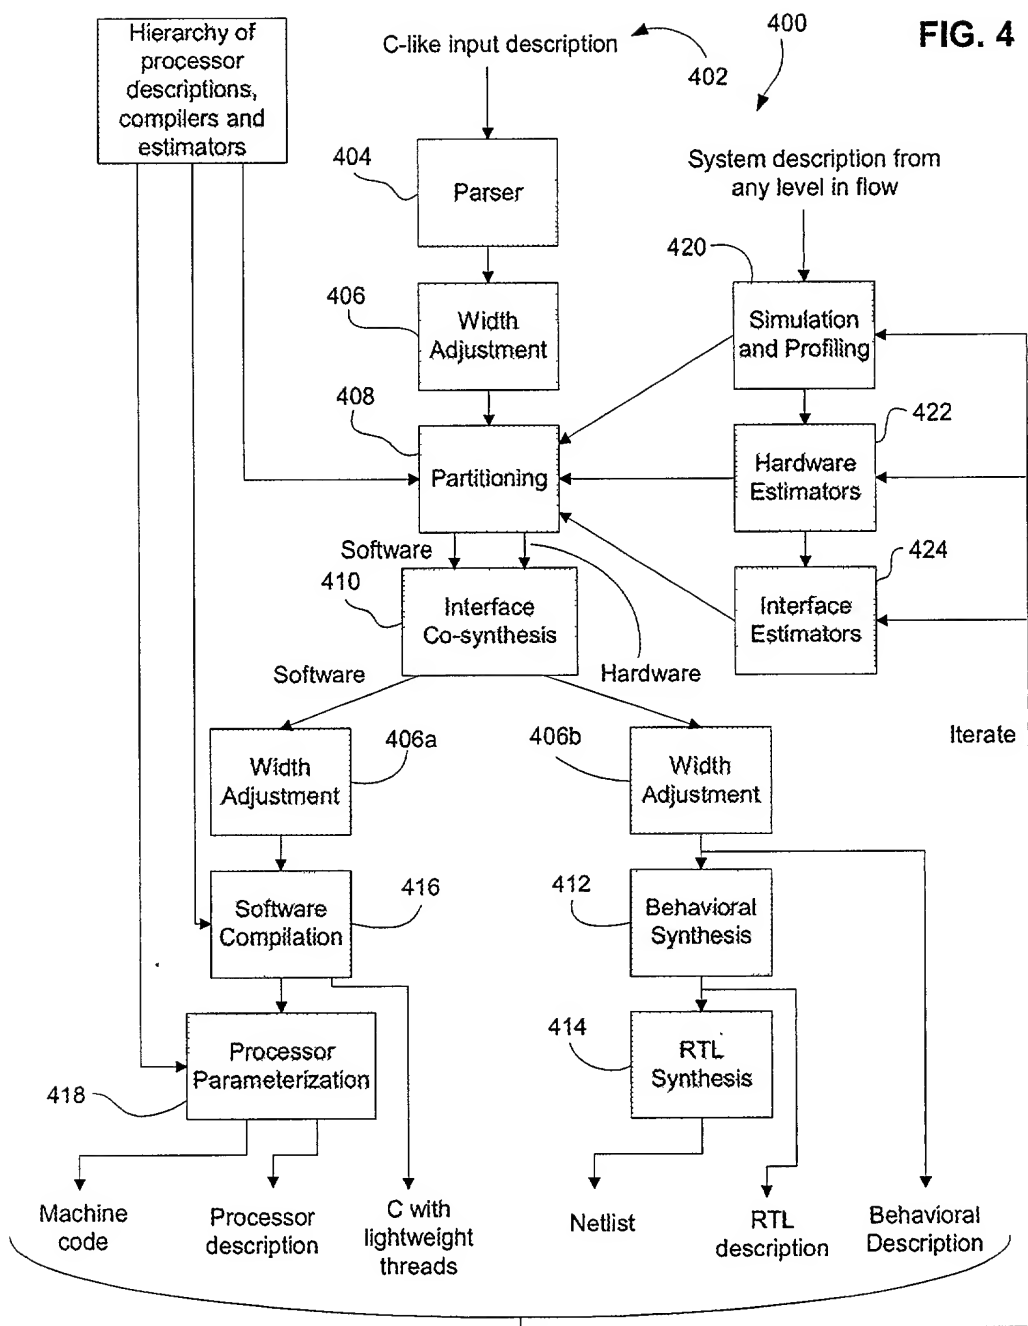 FIG. 4
400
Hierarchy of
processor
descriptions,
compilers and
estimators
C-like input description
402
404
Parser
System description from
any level in flow
420
406
Width
Adjustment
Simulation
and Profiling
408
Partitioning
422
Hardware
Estimators
Software
410
Interface
Co-synthesis
424
Interface
Estimators
Software
Hardware
Iterate
406a
Width
Adjustment
406b
Width
Adjustment
416
Software
Compilation
412
Behavioral
Synthesis
418
Processor
Parameterization
414
RTL
Synthesis
Machine
code
Processor
description
C with
lightweight
threads
Netlist
RTL
description
Behavioral
Description